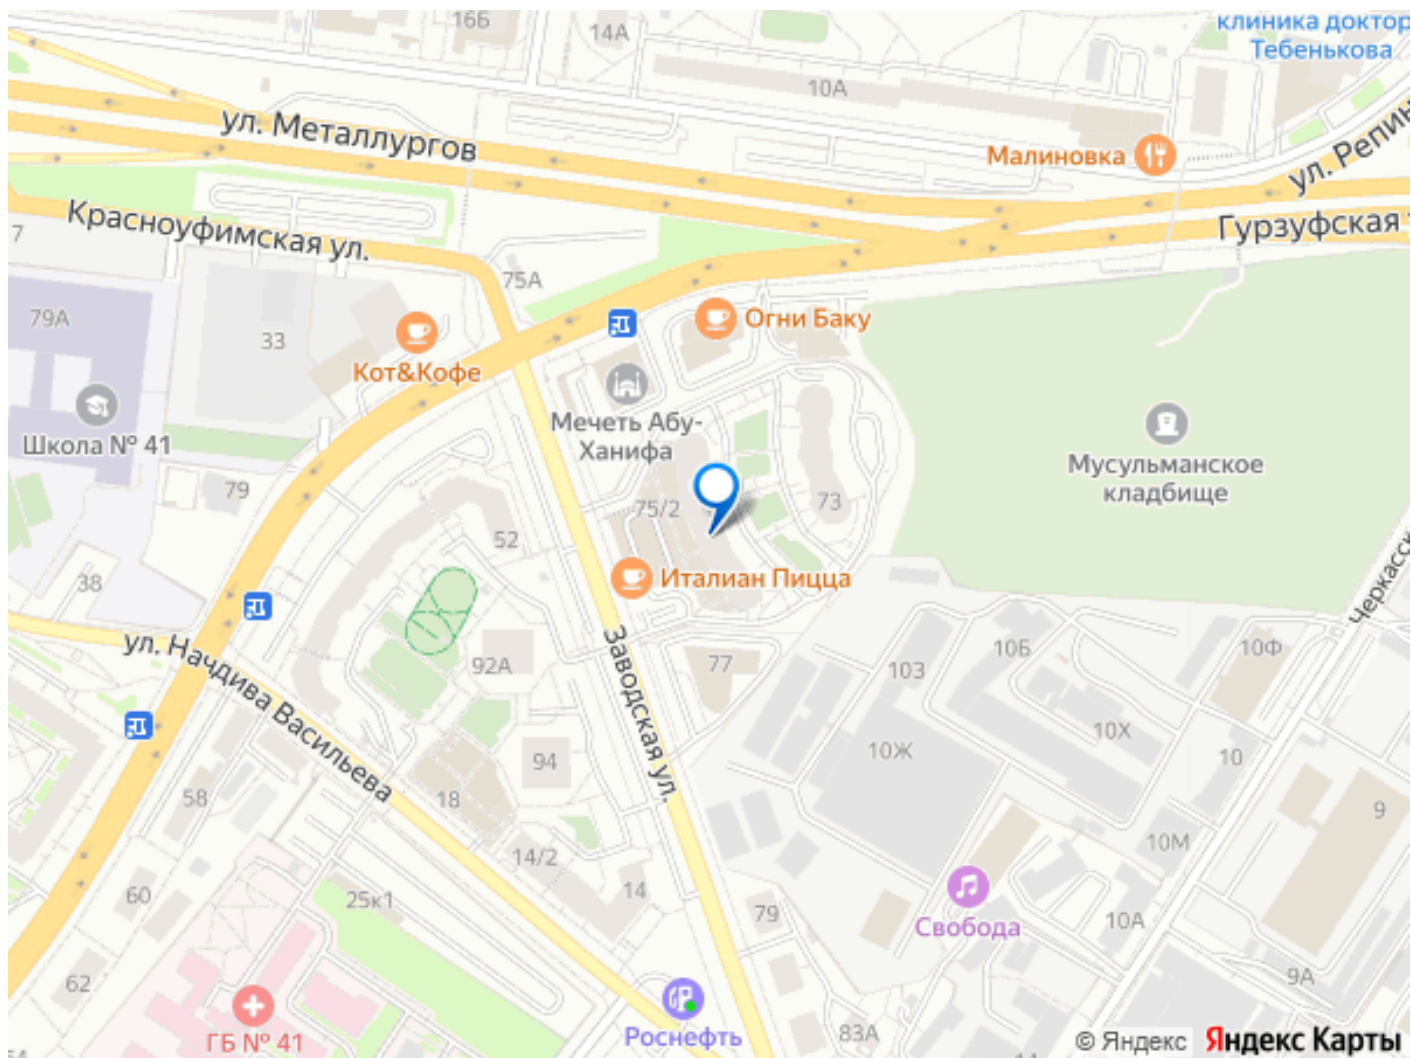 16Б
14А
клиника доктор
Тебенькова
10А
ул. Металлургов
Малиновка
ул. Репин
Красноуфимская ул.
Гурзуфская
7
75А
79А
33
Огни Баку
Кот&Кофе
Школа № 41
Мечеть Абу-
Ханифа
Мусульманское
кладбище
79
75/2
73
52
38
Италиан Пицца
Черкасск
ул. Начдива Васильева
92А
Заводская ул.
77
103
10Б
10Ф
10Ж
10Х
10
94
58
18
9
14/2
10М
60
25к1
14
79
Свобода
10А
62
9А
ГБ № 41
Роснефть
83А
© Яндекс Яндекс Карты